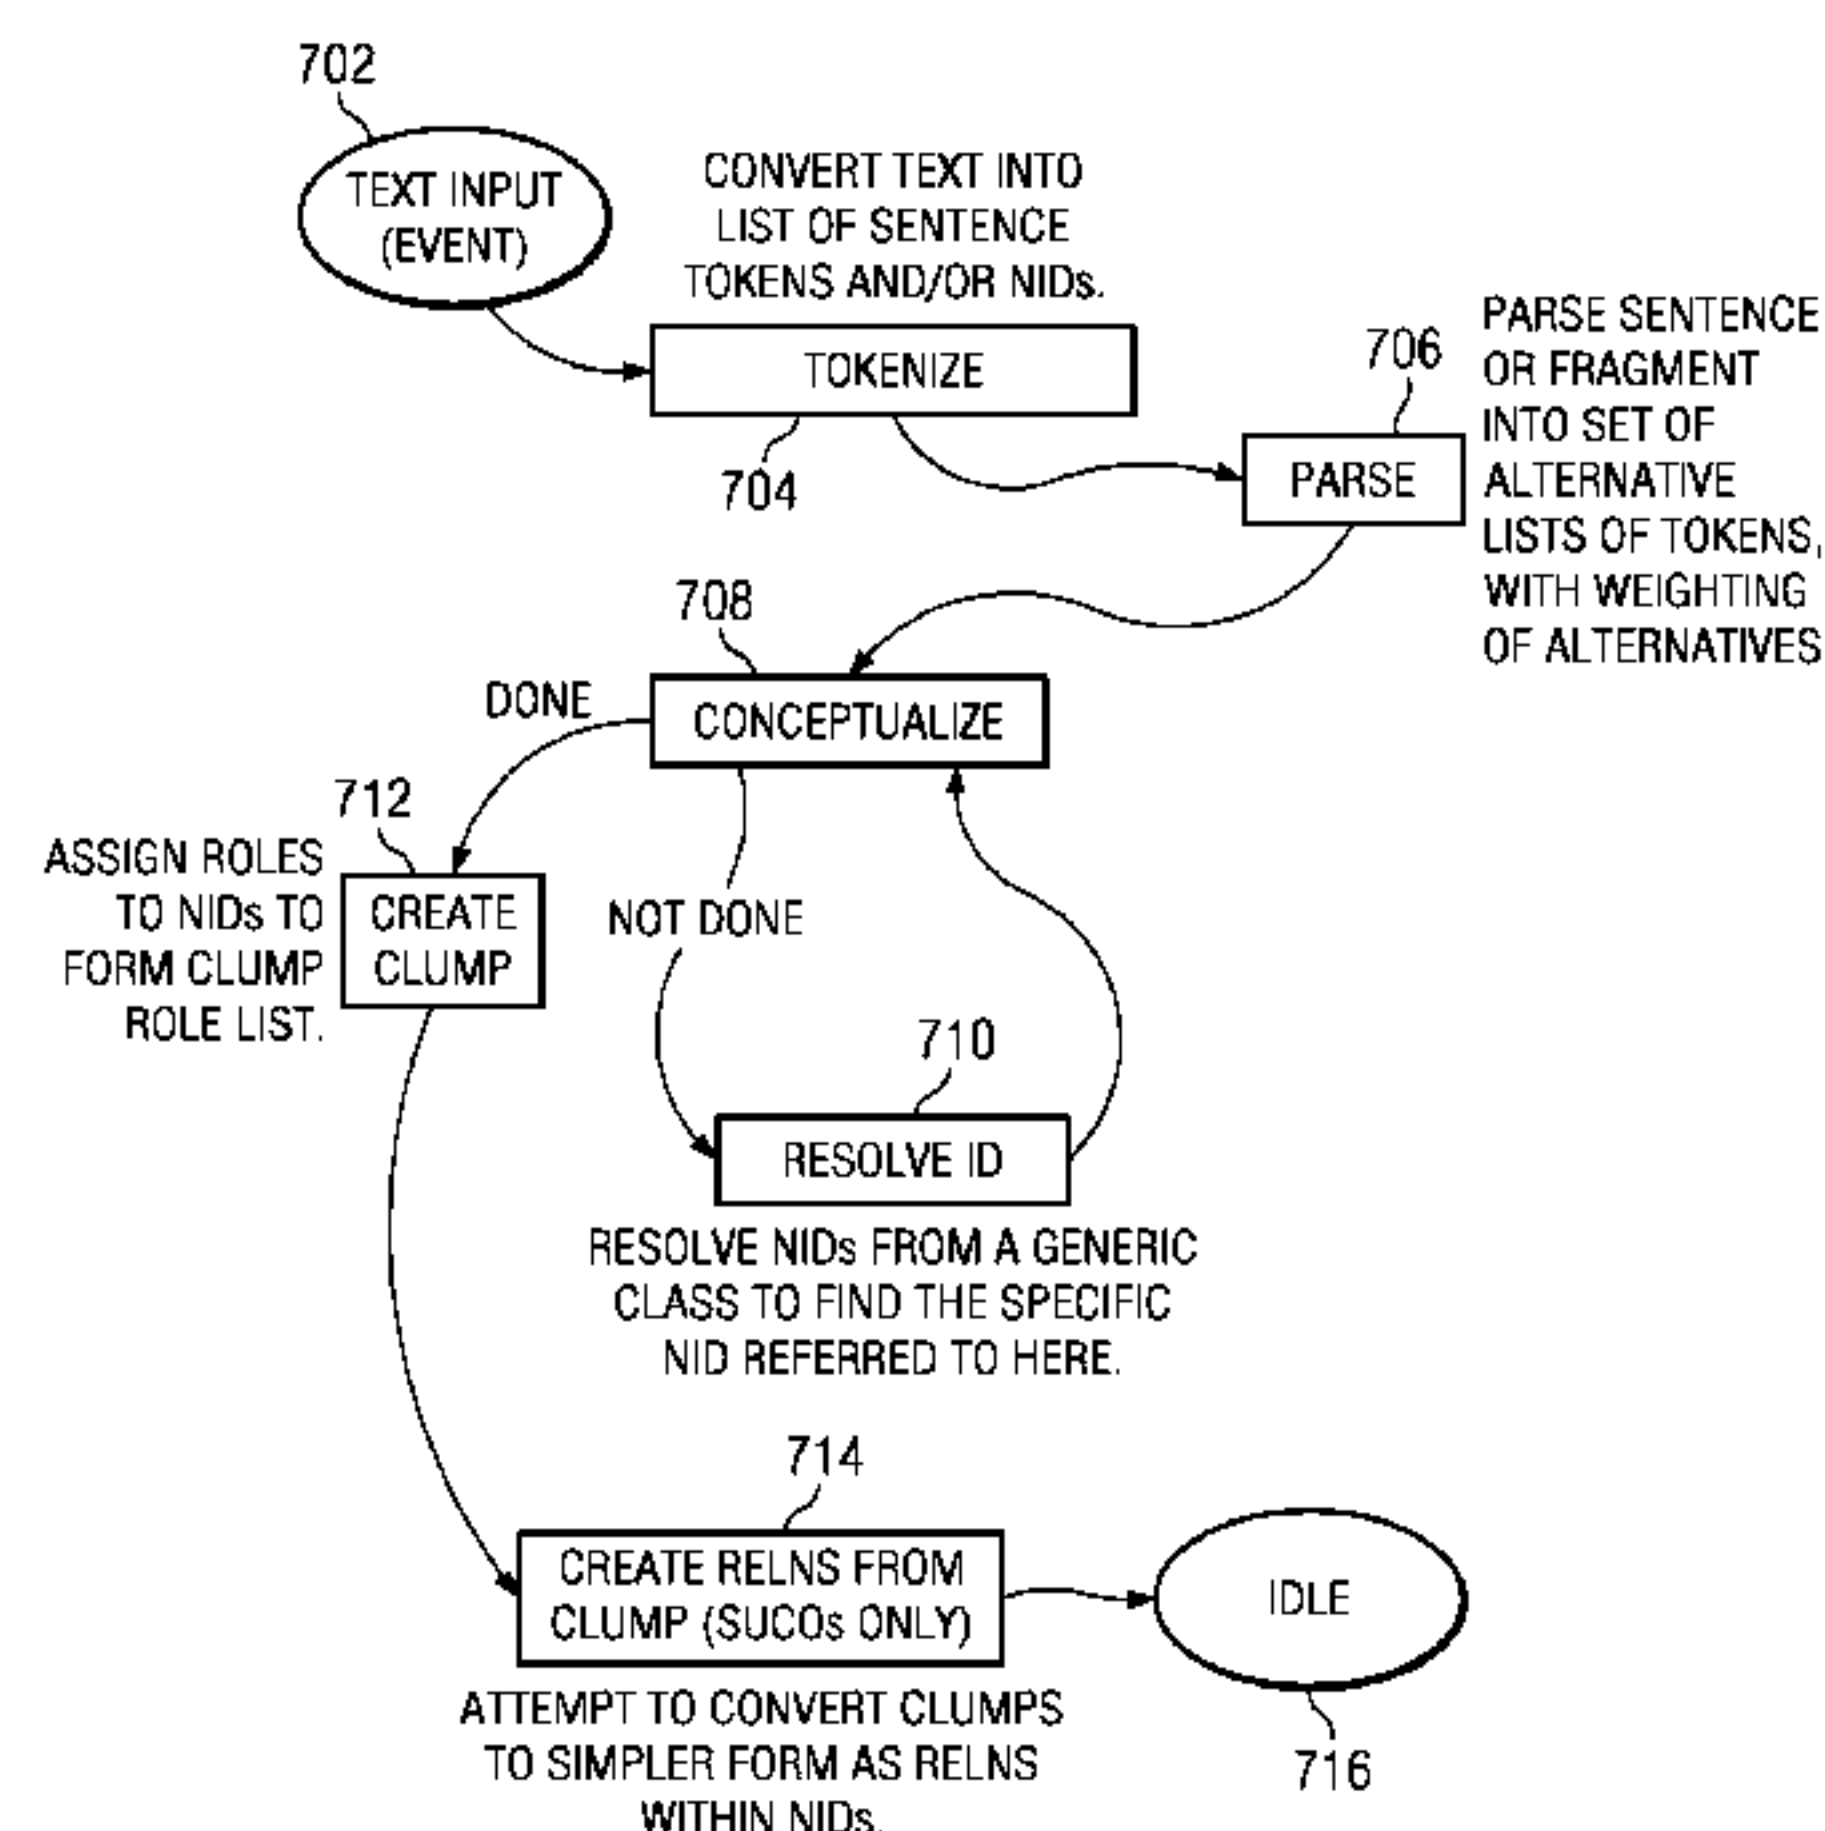 702
TEXT INPUT
(EVENT)
CONVERT TEXT INTO
LIST OF SENTENCE
TOKENS AND/OR NIDs.
TOKENIZE
704
706
PARSE
PARSE SENTENCE
OR FRAGMENT
INTO SET OF
ALTERNATIVE
LISTS OF TOKENS,
WITH WEIGHTING
OF ALTERNATIVES
708
CONCEPTUALIZE
DONE
712
ASSIGN ROLES
TO NIDs TO
FORM CLUMP
ROLE LIST.
CREATE
CLUMP
NOT DONE
710
RESOLVE ID
RESOLVE NIDs FROM A GENERIC
CLASS TO FIND THE SPECIFIC
NID REFERRED TO HERE.
714
CREATE RELNS FROM
CLUMP (SUCOs ONLY)
ATTEMPT TO CONVERT CLUMPS
TO SIMPLER FORM AS RELNS
WITHIN NIDs.
IDLE
716